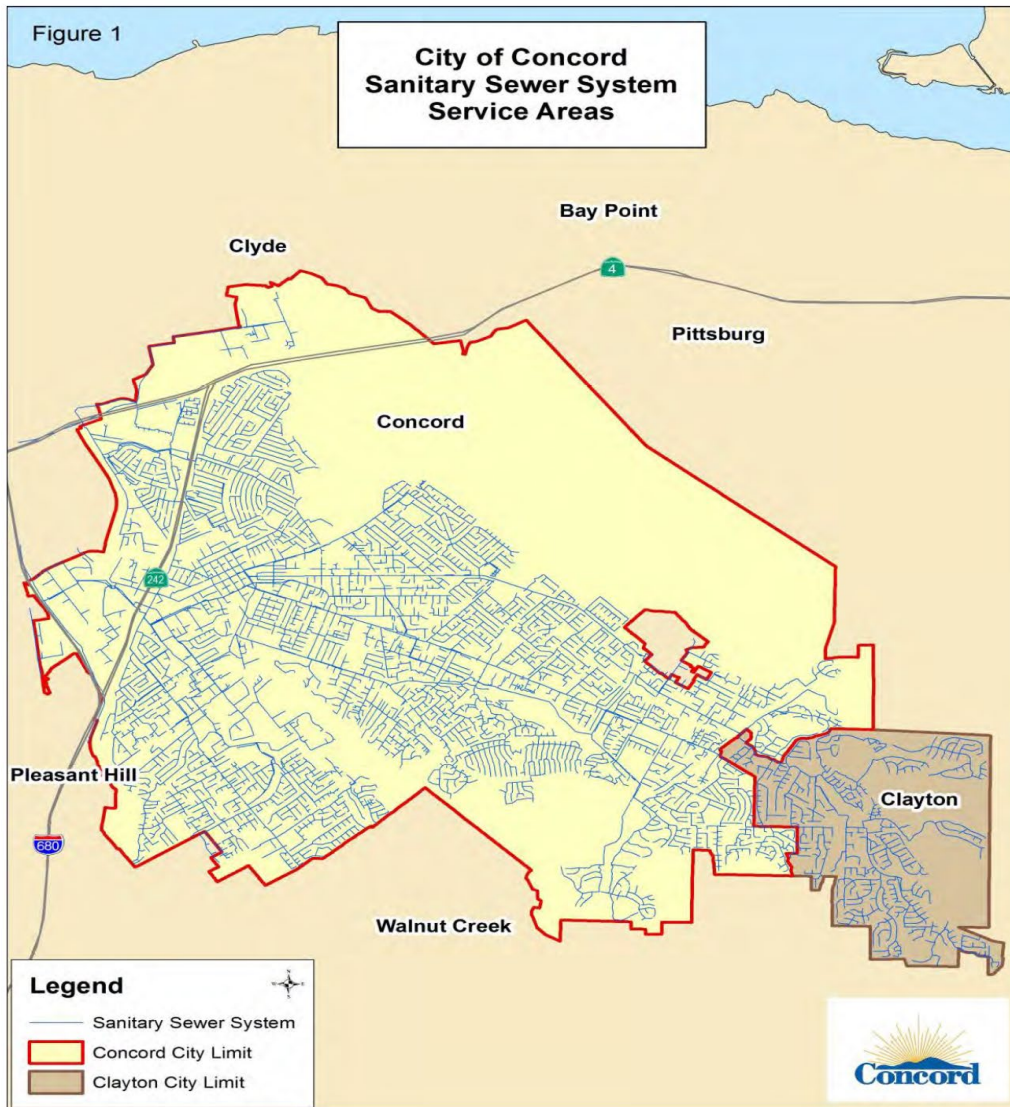 Figure 1
City of Concord
Sanitary Sewer System
Service Areas
Bay Point
Clyde
4
Pittsburg
Concord
242
Pleasant Hill
Clayton
680
Walnut Creek
Legend
N
W E
S
Sanitary Sewer System
Concord City Limit
Clayton City Limit
Concord